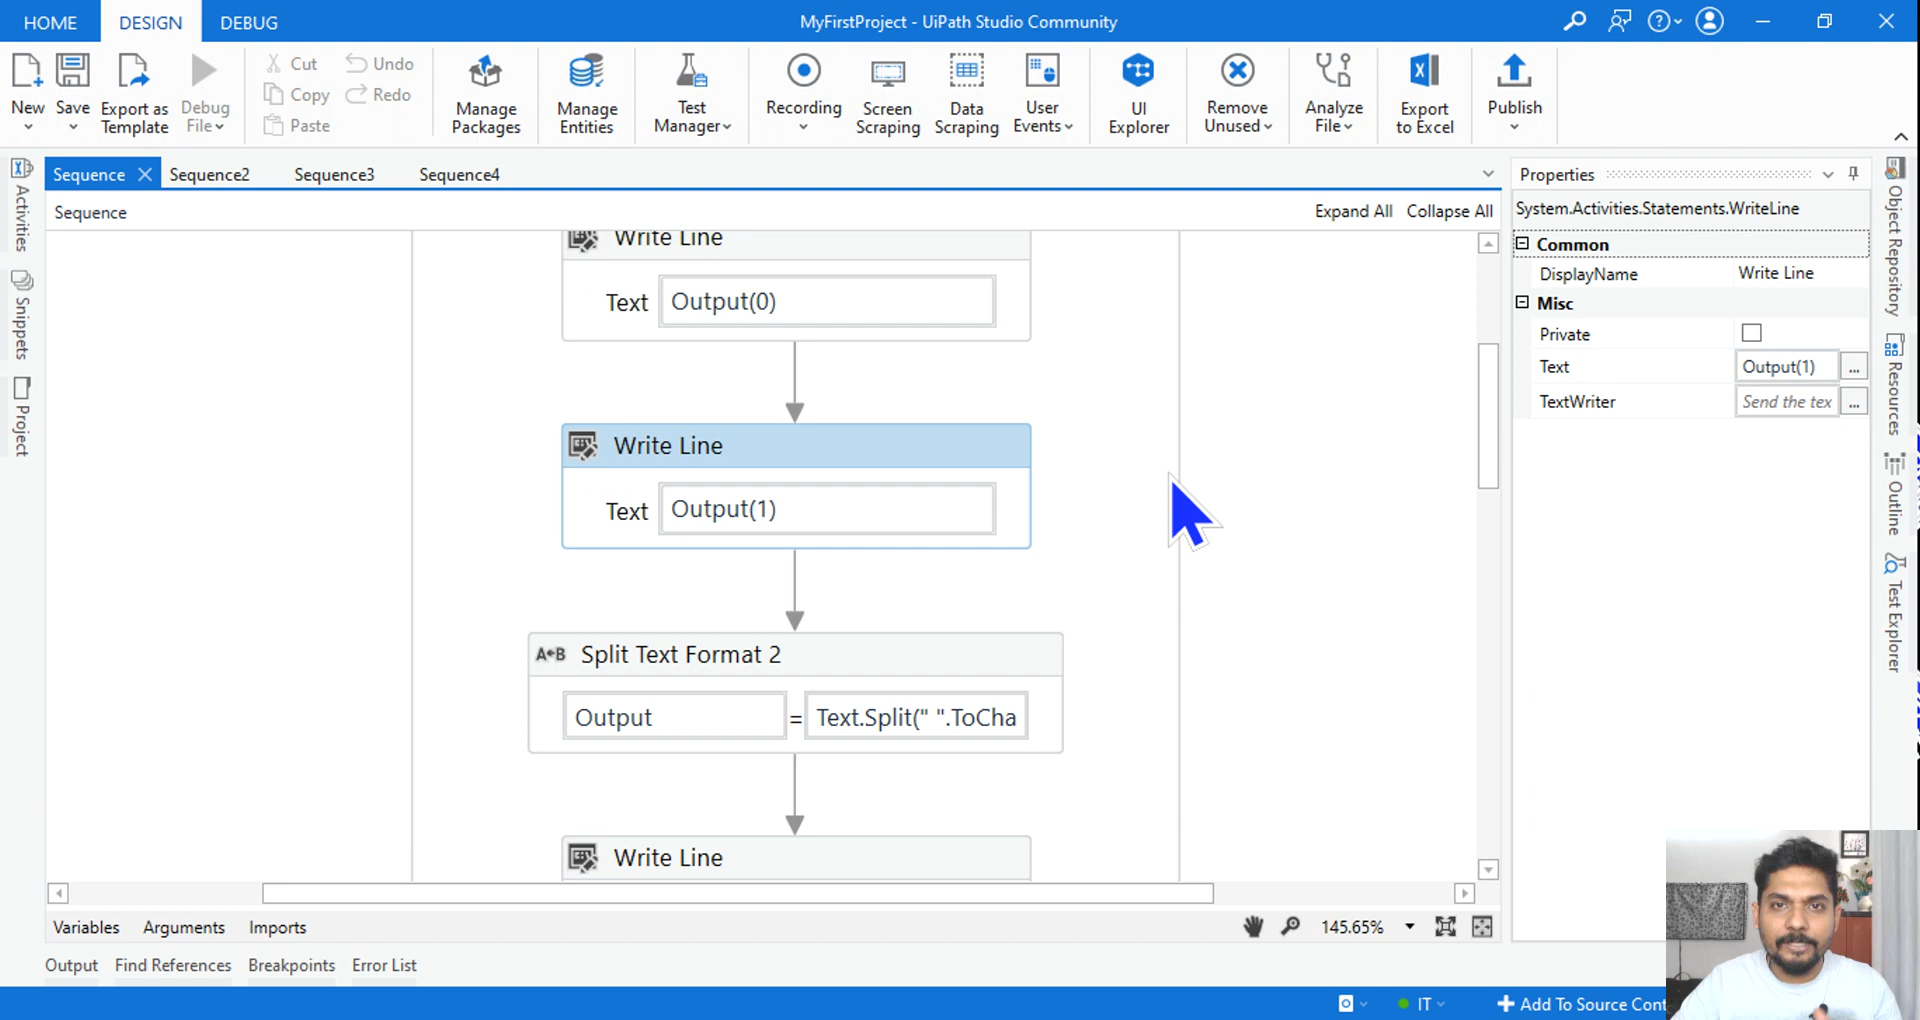 HOME DESIGN DEBUG MyFirstProject - UiPath Studio Community
New Save Export as Template Debug File
Cut Copy Paste Undo Redo
Manage Packages Manage Entities Test Manager
Recording Screen Scraping Data Scraping User Events
UI Explorer Remove Unused Analyze File Export to Excel Publish
Sequence Sequence2 Sequence3 Sequence4
Sequence Expand All Collapse All
Activities
Snippets
Project
Write Line
Text Output(0)
Write Line
Text Output(1)
A B Split Text Format 2
Output = Text.Split(" ".ToCha
Write Line
Properties
System.Activities.Statements.WriteLine
Common
DisplayName Write Line
Misc
Private
Text Output(1) ...
TextWriter Send the tex ...
Object Repository
Resources
Outline
Test Explorer
Variables Arguments Imports 145.65%
Output Find References Breakpoints Error List
IT Add To Source Cont